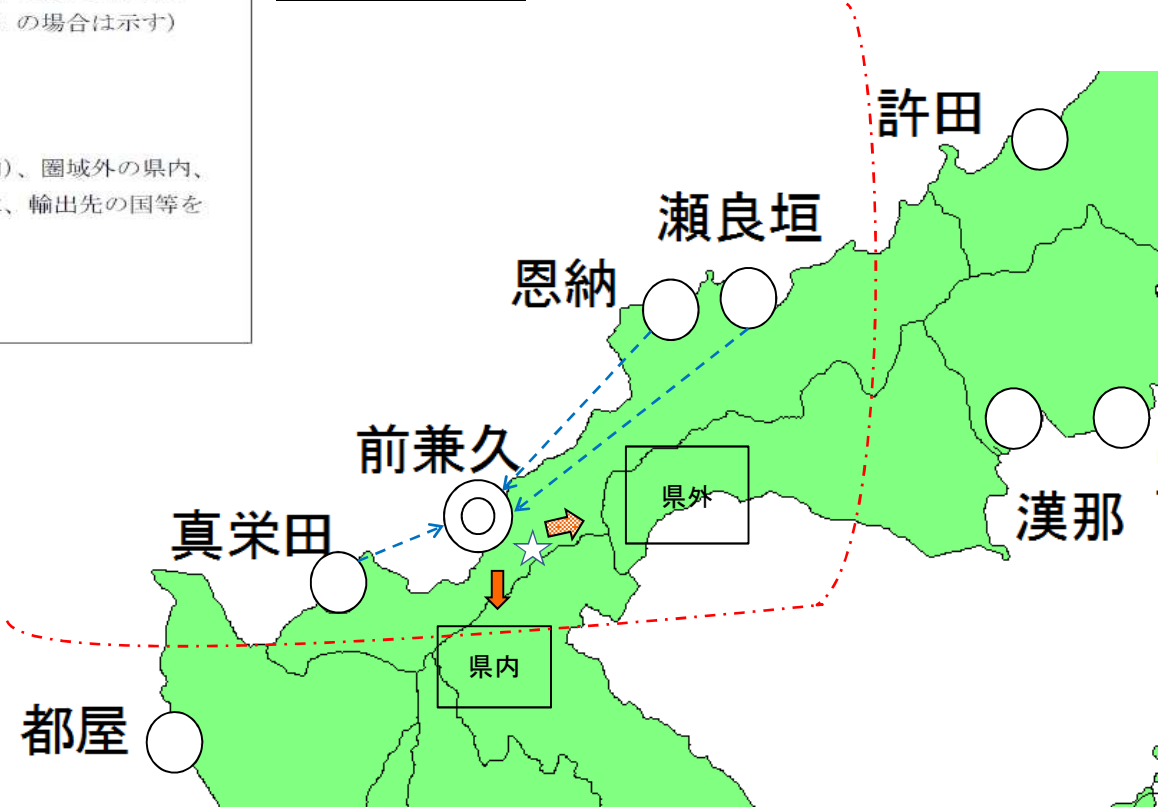 の場合は示す)
)、圏域外の県内、
、輸出先の国等を
許田
瀬良垣
恩納
前兼久
県外
漢那
真栄田
県内
都屋